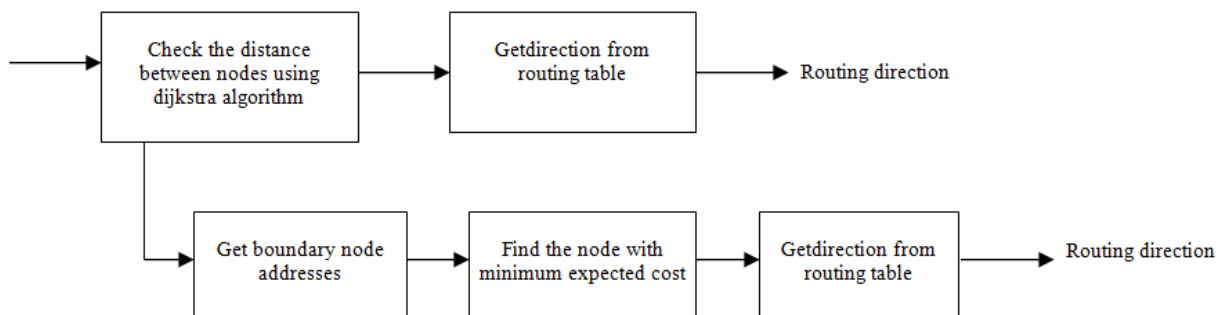 Check the distance
between nodes using
dijkstra algorithm
Getdirection from
routing table
Routing direction
Get boundary node
addresses
Find the node with
minimum expected cost
Getdirection from
routing table
Routing direction